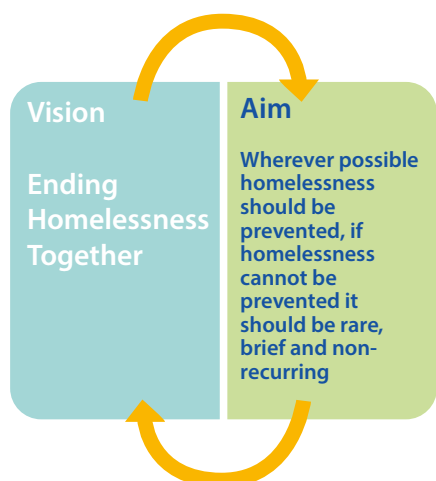 Vision
Ending
Homelessness
Together
Aim
Wherever possible
homelessness
should be
prevented, if
homelessness
cannot be
prevented it
should be rare,
brief and non-
recurring